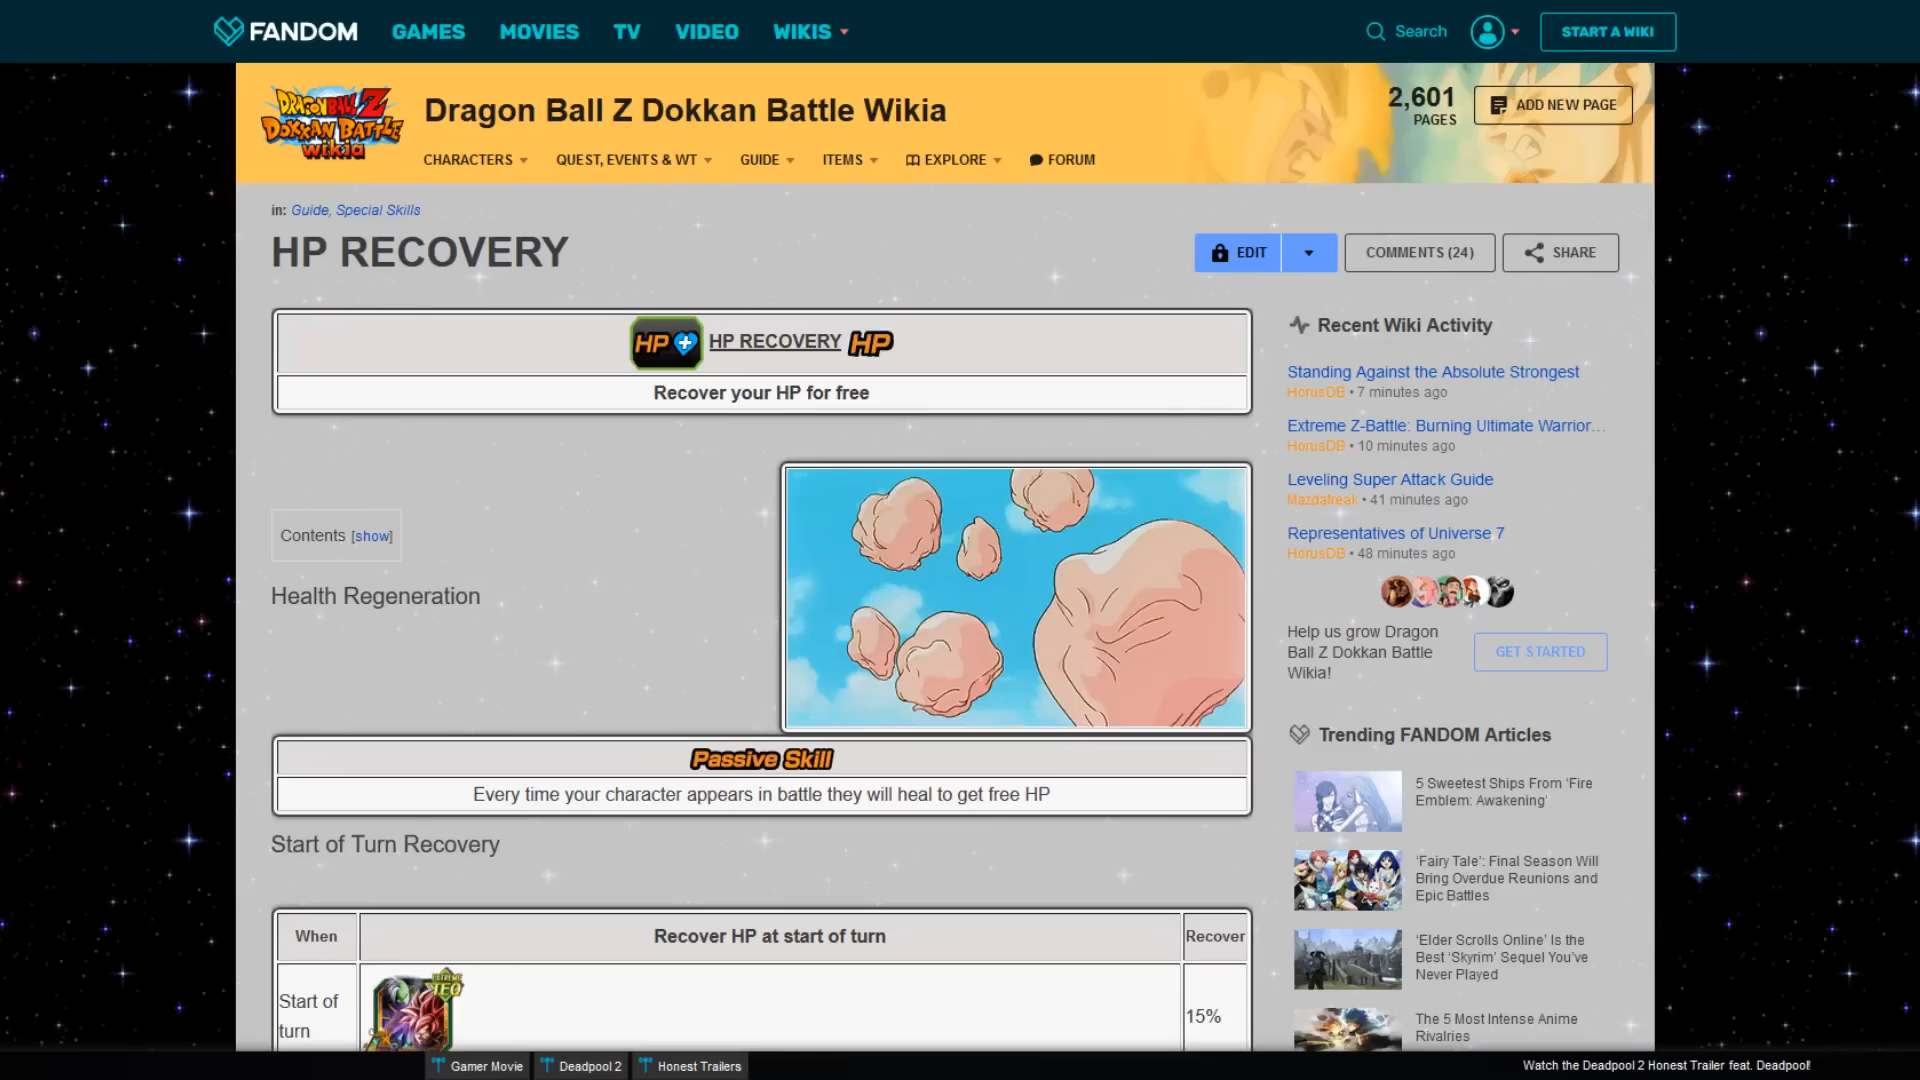 FANDOM
GAMES
MOVIES
TV
VIDEO
WIKIS
Search
START A WIKI
DRAGON BALL Z
DOKKAN BATTLE
wikia
Dragon Ball Z Dokkan Battle Wikia
2,601
PAGES
ADD NEW PAGE
CHARACTERS
QUEST, EVENTS & WT
GUIDE
ITEMS
EXPLORE
FORUM
in: Guide, Special Skills
HP RECOVERY
EDIT
COMMENTS (24)
SHARE
HP HP RECOVERY HP
Recover your HP for free
Contents [show]
Health Regeneration
Passive Skill
Every time your character appears in battle they will heal to get free HP
Start of Turn Recovery
When
Recover HP at start of turn
Recover
Start of
turn
EXTREME
15%
Recent Wiki Activity
Standing Against the Absolute Strongest
HorusDB • 7 minutes ago
Extreme Z-Battle: Burning Ultimate Warrior...
HorusDB • 10 minutes ago
Leveling Super Attack Guide
Mazdafreak • 41 minutes ago
Representatives of Universe 7
HorusDB • 48 minutes ago
Help us grow Dragon
Ball Z Dokkan Battle
Wikia!
GET STARTED
Trending FANDOM Articles
5 Sweetest Ships From ‘Fire
Emblem: Awakening’
‘Fairy Tale’: Final Season Will
Bring Overdue Reunions and
Epic Battles
‘Elder Scrolls Online’ Is the
Best ‘Skyrim’ Sequel You’ve
Never Played
The 5 Most Intense Anime
Rivalries
Gamer Movie
Deadpool 2
Honest Trailers
Watch the Deadpool 2 Honest Trailer feat. Deadpool!